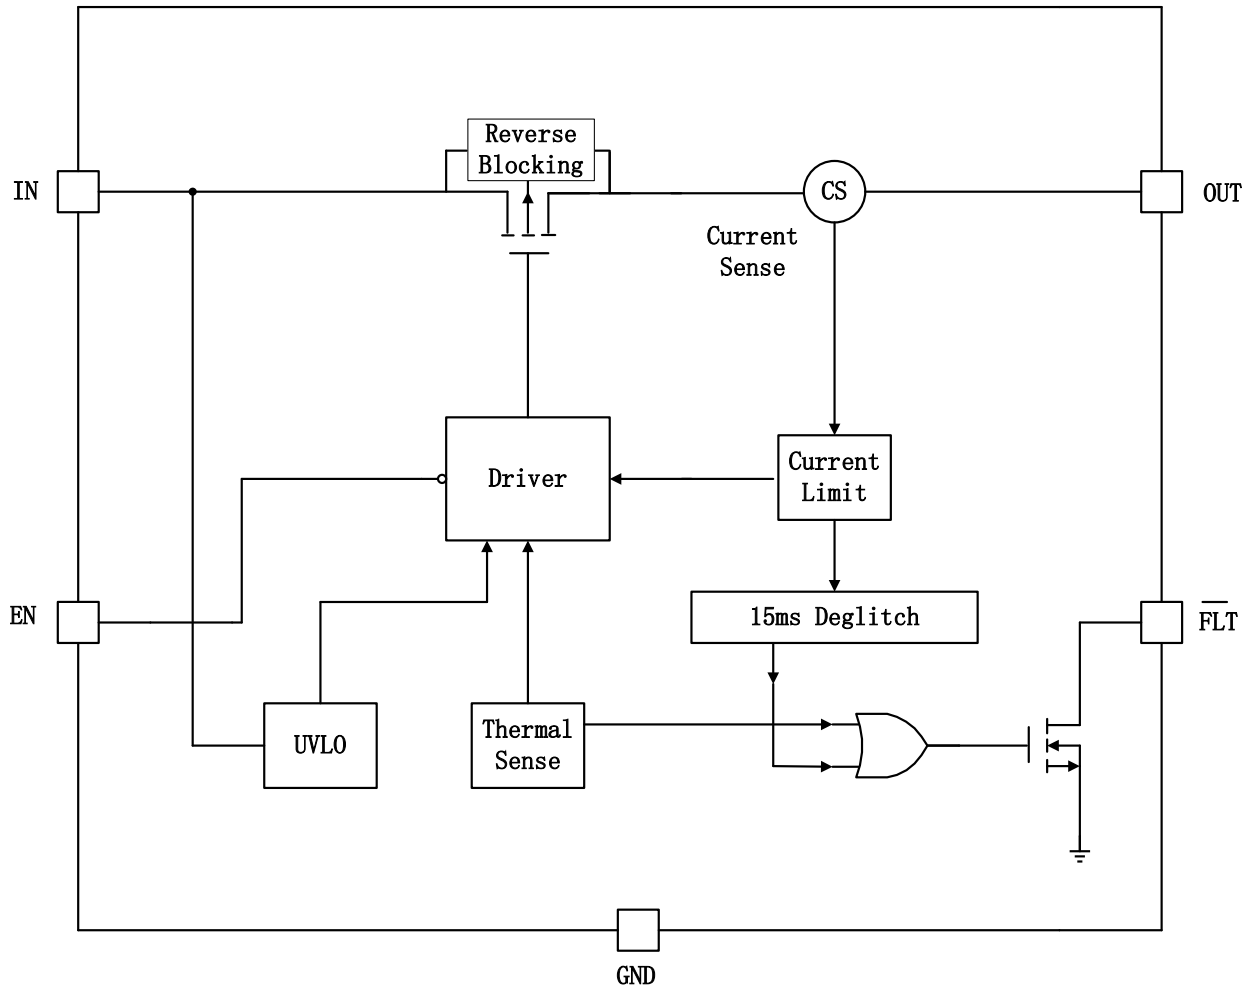 Reverse
Blocking
IN
CS
OUT
Current
Sense
Driver
Current
Limit
EN
15ms Deglitch
FLT
UVLO
Thermal
Sense
GND